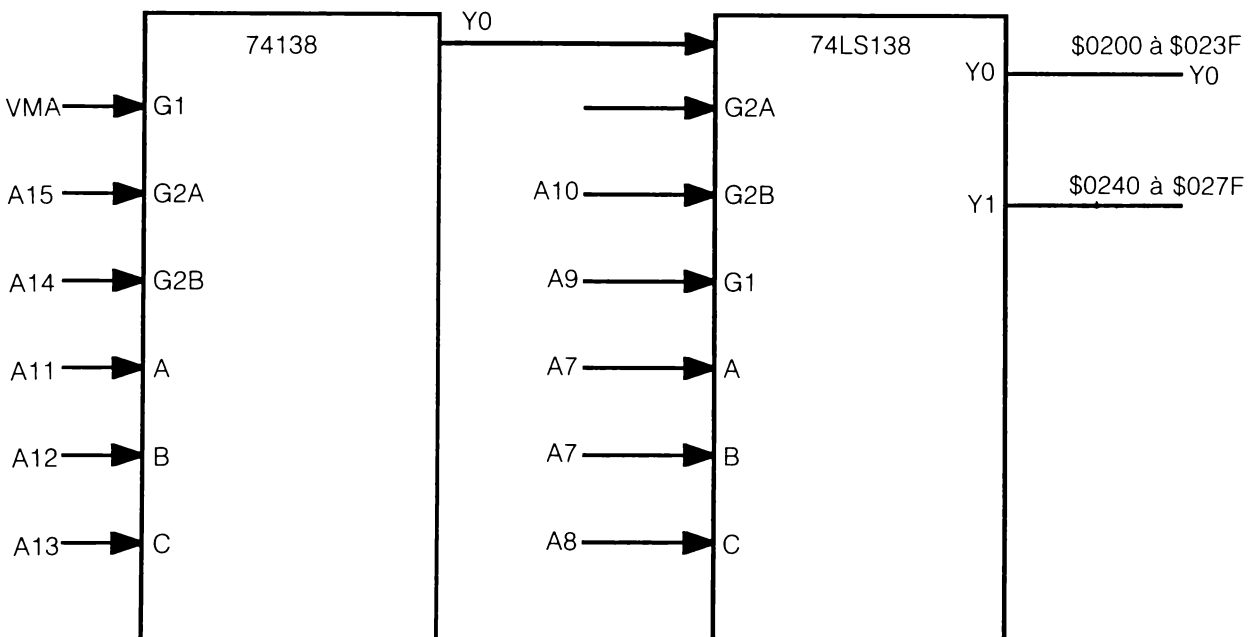 74138
Y0
74LS138
$0200 à $023F
Y0
Y0
VMA
G1
G2A
A15
G2A
A10
G2B
Y1
$0240 à $027F
A14
G2B
A9
G1
A11
A
A7
A
A12
B
A7
B
A13
C
A8
C